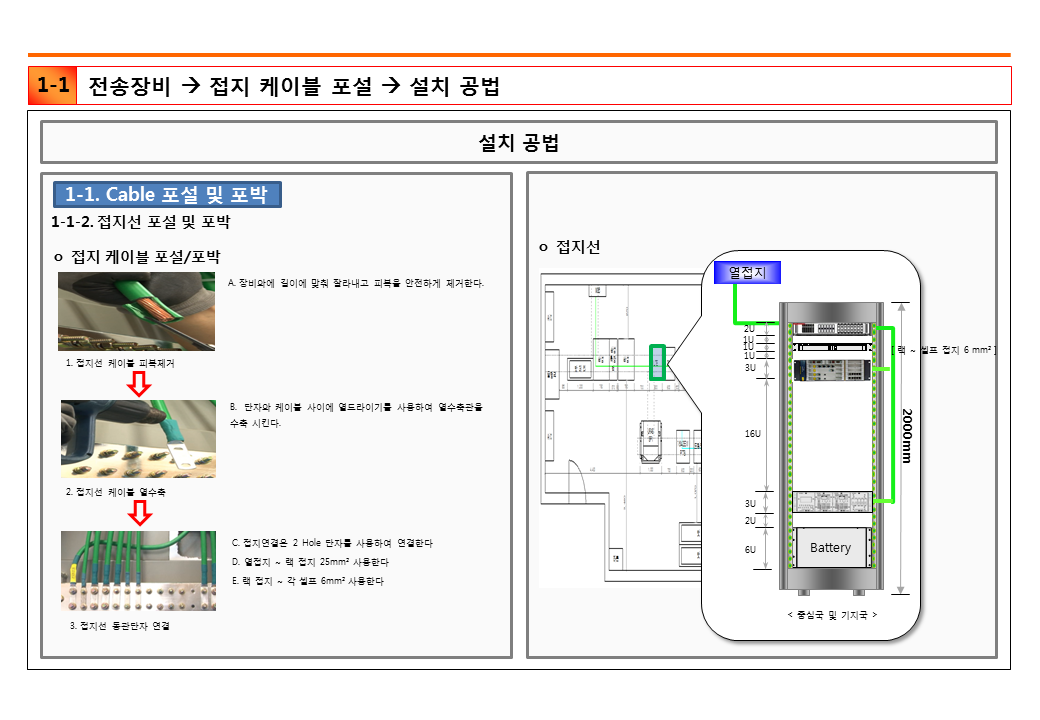 1-1 전송장비 → 접지 케이블 포설 → 설치 공법
설치 공법
1-1. Cable 포설 및 포박
1-1-2. 접지선 포설 및 포박
o 접지 케이블 포설/포박
A. 장비와에 길이에 맞춰 잘라내고 피복을 안전하게 제거한다.
1. 접지선 케이블 피복제거
B. 단자와 케이블 사이에 열드라이기를 사용하여 열수축관을
수축 시킨다.
2. 접지선 케이블 열수축
C. 접지연결은 2 Hole 단자를 사용하여 연결한다
D. 열접지 ~ 랙 접지 25mm² 사용한다
E. 랙 접지 ~ 각 셀프 6mm² 사용한다
3. 접지선 동관단자 연결
o 접지선
열접지
2U
1U
1U
1U
3U
[ 랙 ~ 셀프 접지 6 mm² ]
16U
2000mm
3U
2U
6U
Battery
< 중심국 및 기지국 >